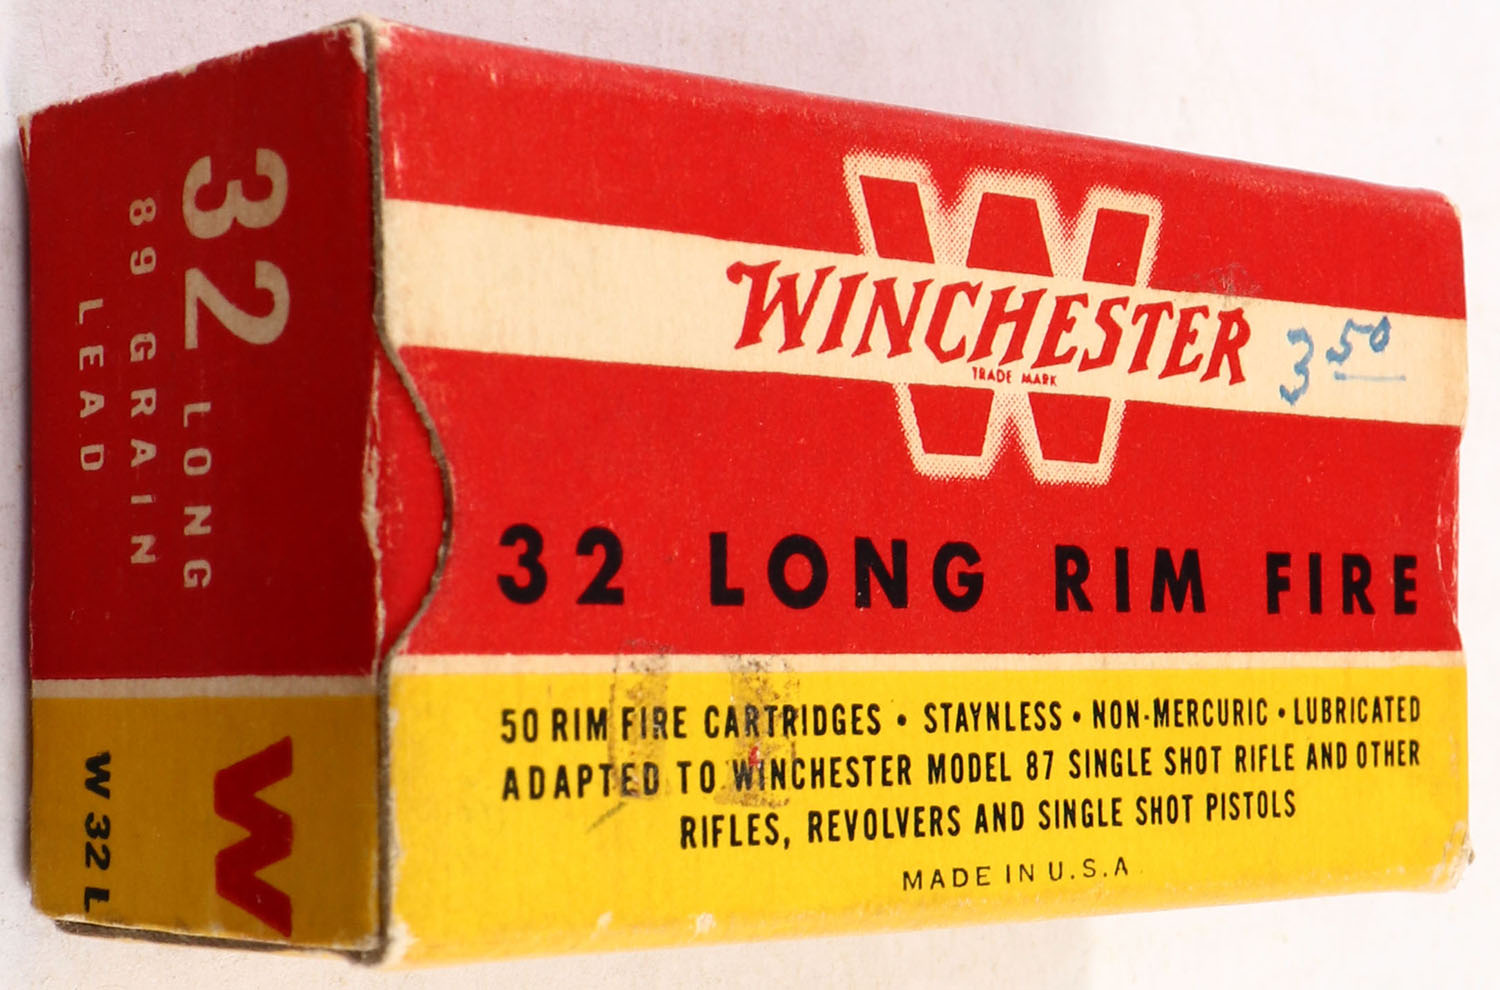 W
WINCHESTER
TRADE MARK
3 50
32 LONG RIM FIRE
50 RIM FIRE CARTRIDGES • STAYNLESS • NON-MERCURIC • LUBRICATED
ADAPTED TO WINCHESTER MODEL 87 SINGLE SHOT RIFLE AND OTHER
RIFLES, REVOLVERS AND SINGLE SHOT PISTOLS
MADE IN U.S.A.
32 LONG
89 GRAIN
LEAD
W
W 32 L